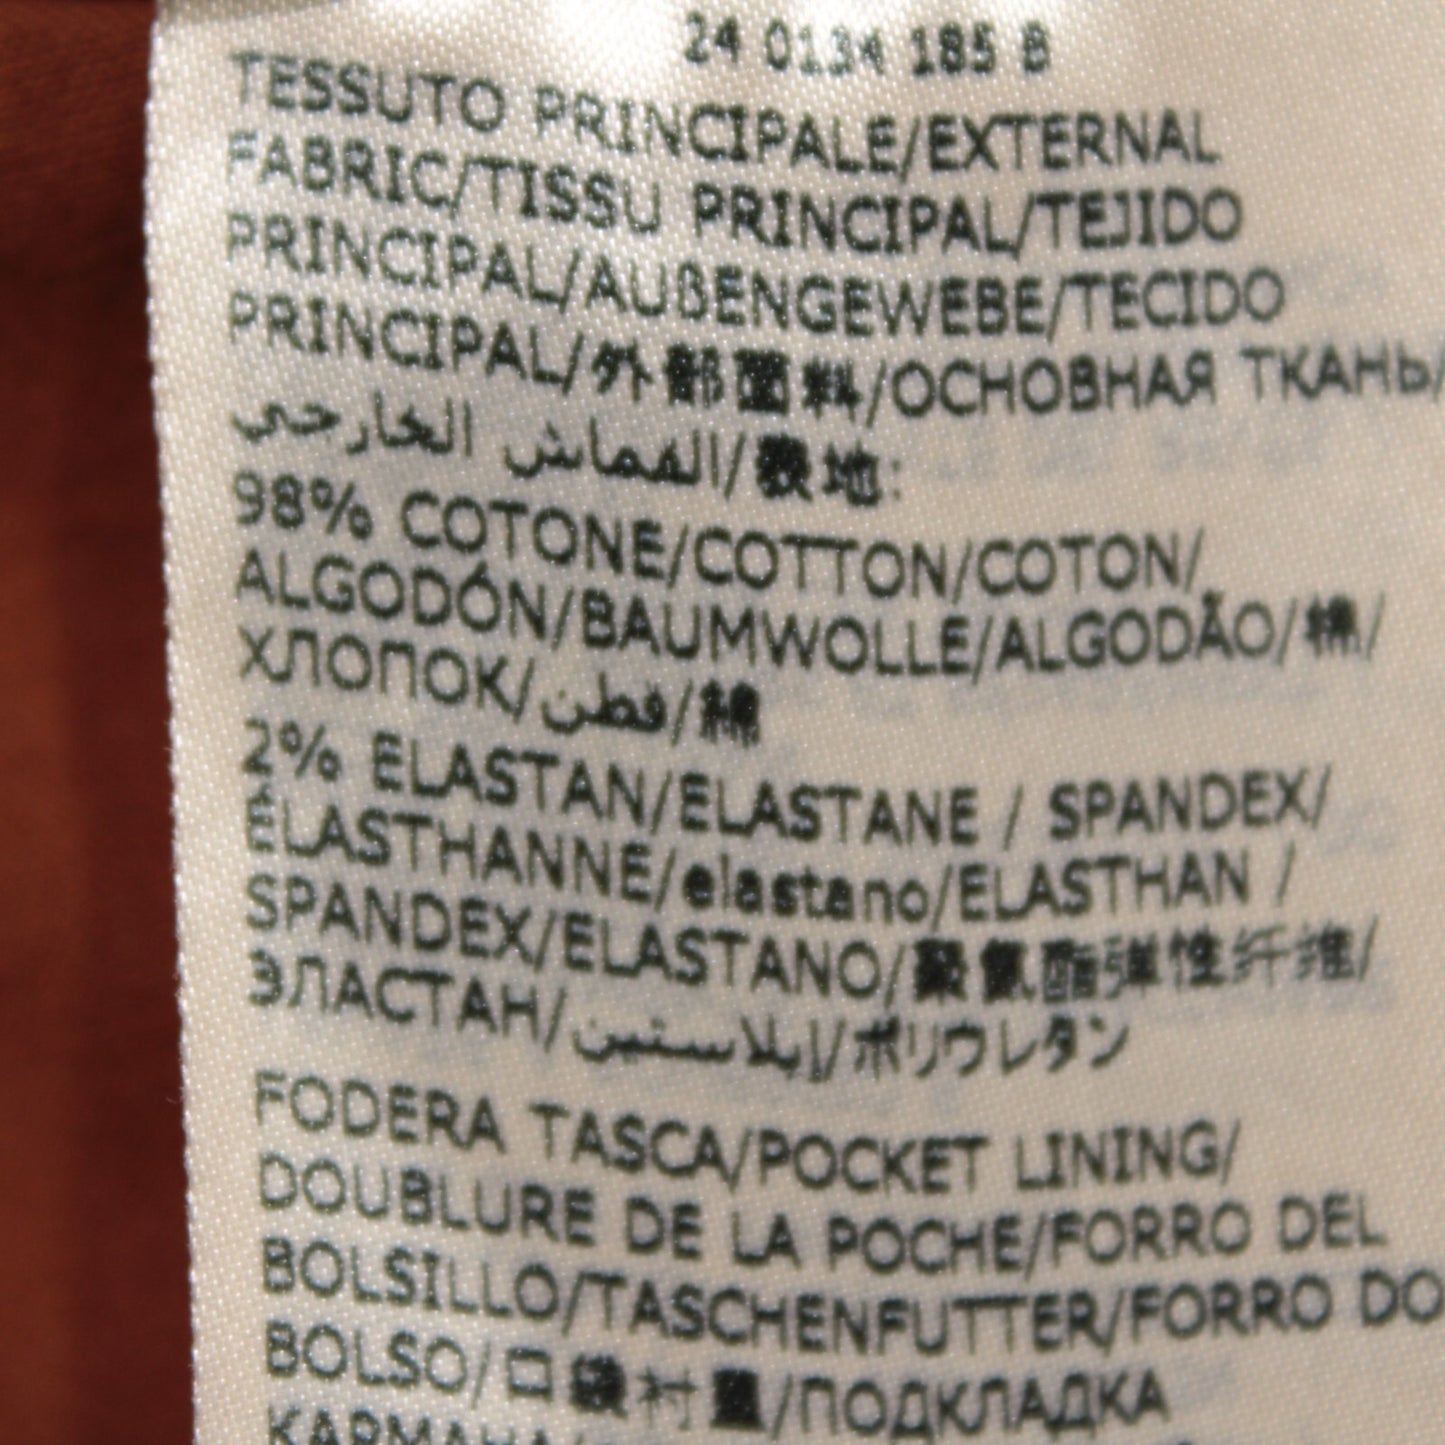 24 0134 185 B
TESSUTO PRINCIPALE/EXTERNAL
FABRIC/TISSU PRINCIPAL/TEJIDO
PRINCIPAL/AUßENGEWEBE/TECIDO
PRINCIPAL/外部面料/ОСНОВНАЯ ТКАНЬ/
القماش الخارجي/表地:
98% COTONE/COTTON/COTON/
ALGODÓN/BAUMWOLLE/ALGODÃO/棉/
ХЛОПОК/قطن/綿
2% ELASTAN/ELASTANE / SPANDEX/
ÉLASTHANNE/elastano/ELASTHAN /
SPANDEX/ELASTANO/聚氨酯弹性纤维/
ЭЛАСТАН/إيلاستين/ポリウレタン
FODERA TASCA/POCKET LINING/
DOUBLURE DE LA POCHE/FORRO DEL
BOLSILLO/TASCHENFUTTER/FORRO DO
BOLSO/口袋衬里/ПОДКЛАДКА